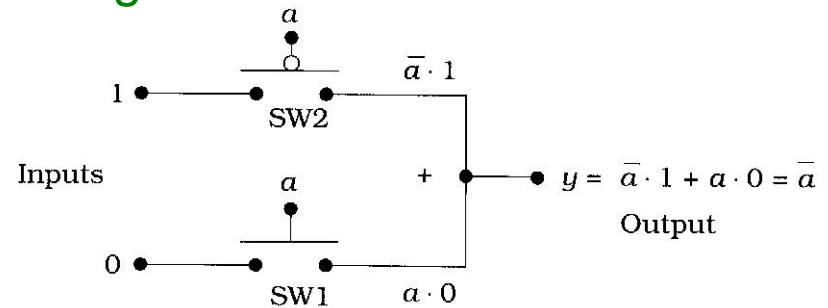 a
1
a̅ · 1
SW2
Inputs
a
+
y = a̅ · 1 + a · 0 = a̅
Output
0
SW1
a · 0